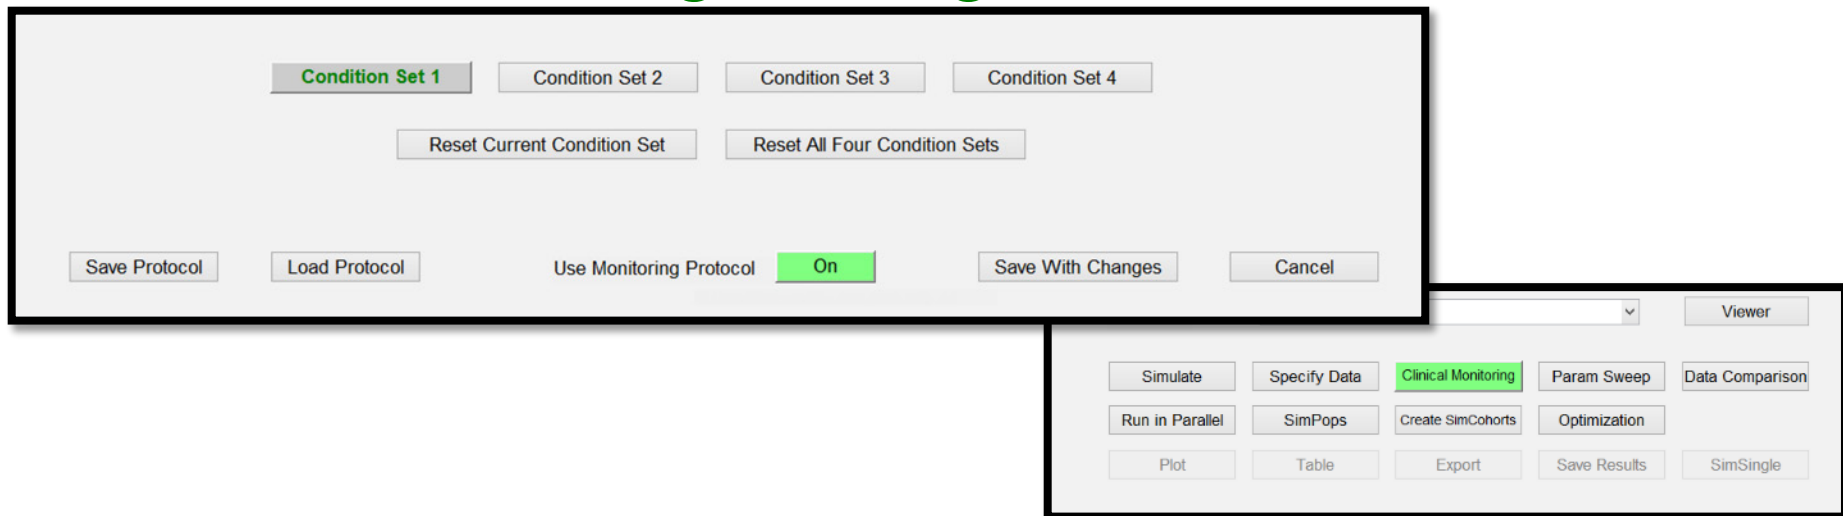 Condition Set 1 Condition Set 2 Condition Set 3 Condition Set 4
Reset Current Condition Set Reset All Four Condition Sets
Save Protocol Load Protocol Use Monitoring Protocol On Save With Changes Cancel
Viewer
Simulate Specify Data Clinical Monitoring Param Sweep Data Comparison
Run in Parallel SimPops Create SimCohorts Optimization
Plot Table Export Save Results SimSingle